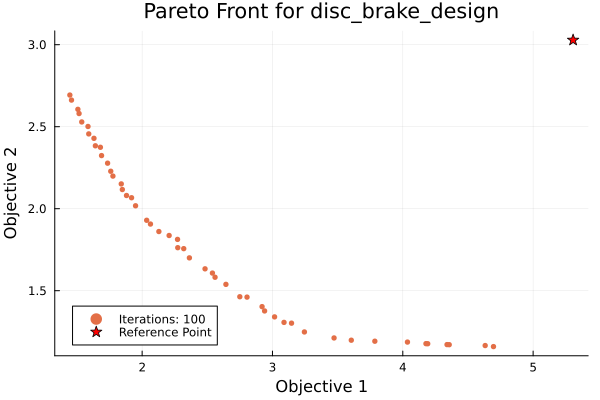 Pareto Front for disc_brake_design
Objective 2
3.0
2.5
2.0
1.5
Iterations: 100
Reference Point
2 3 4 5
Objective 1